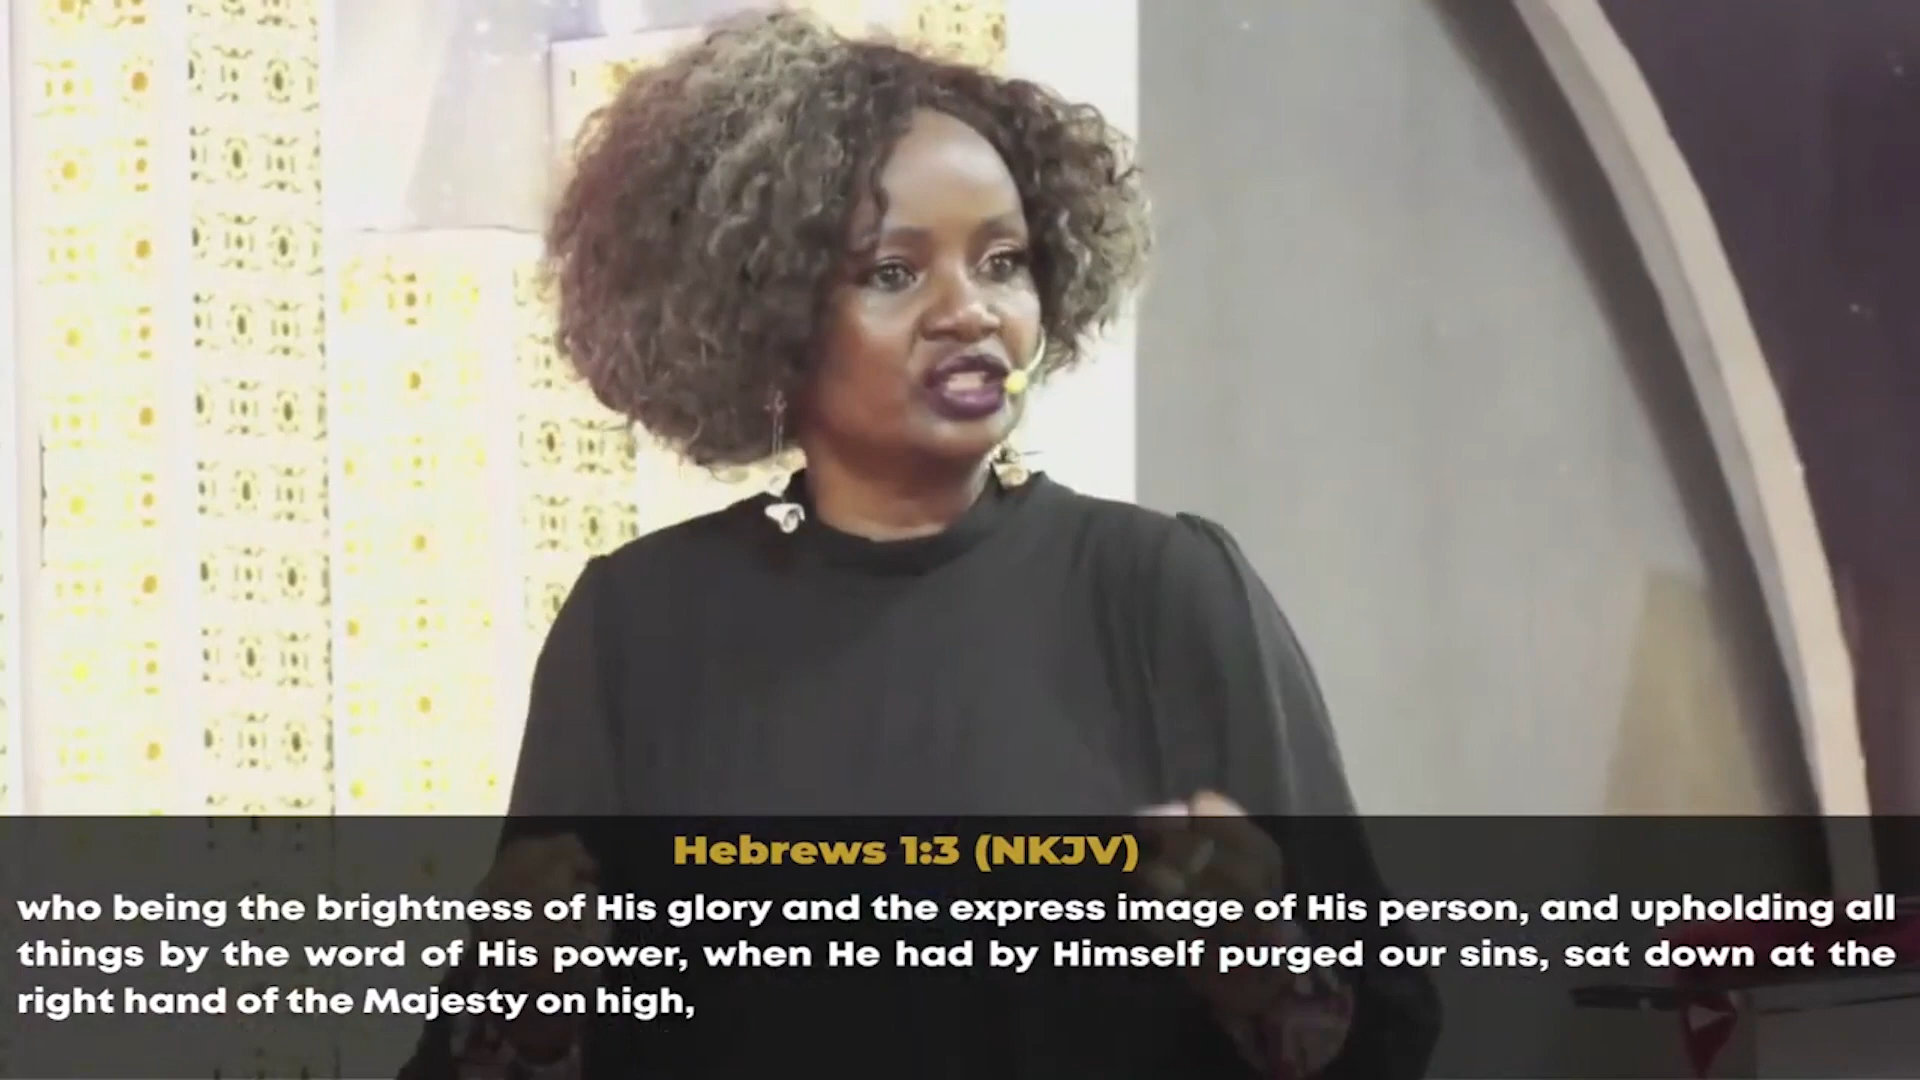 Hebrews 1:3 (NKJV)
who being the brightness of His glory and the express image of His person, and upholding all
things by the word of His power, when He had by Himself purged our sins, sat down at the
right hand of the Majesty on high,